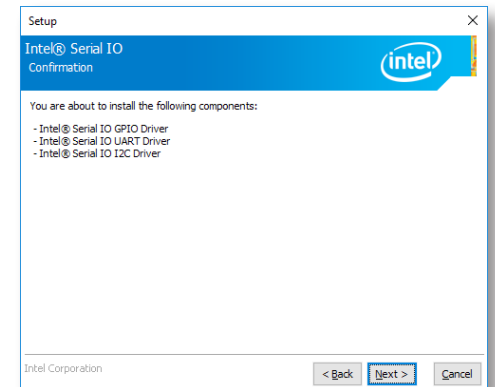 Setup
Intel® Serial IO
Confirmation
intel
You are about to install the following components:
- Intel® Serial IO GPIO Driver
- Intel® Serial IO UART Driver
- Intel® Serial IO I2C Driver
Intel Corporation
< Back Next > Cancel